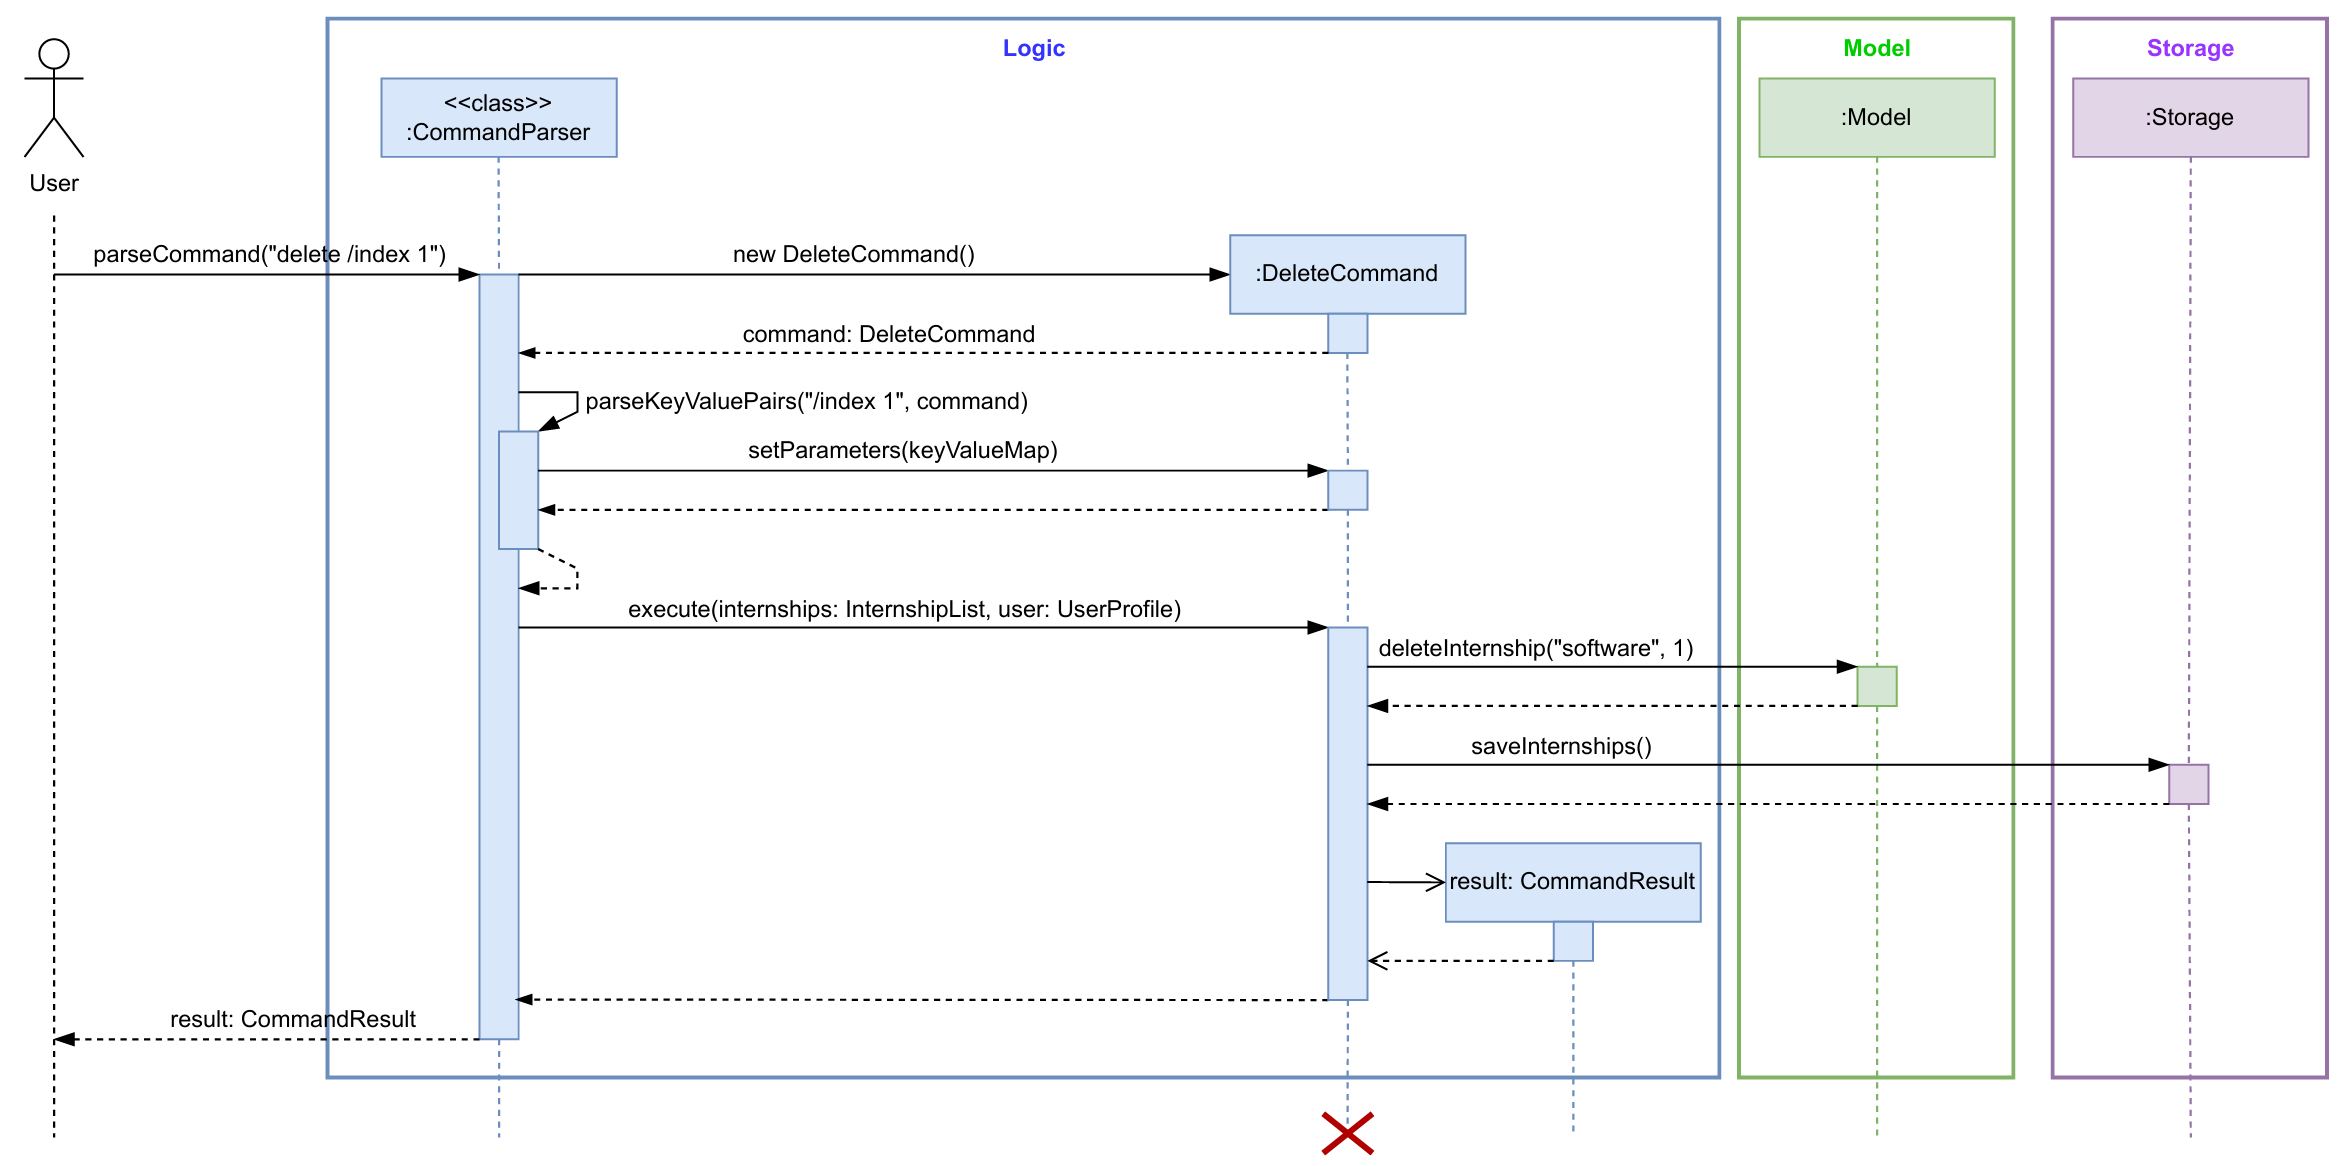 Logic
Model
Storage
<<class>>
:CommandParser
:Model
:Storage
User
parseCommand("delete /index 1")
new DeleteCommand()
:DeleteCommand
command: DeleteCommand
parseKeyValuePairs("/index 1", command)
setParameters(keyValueMap)
execute(internships: InternshipList, user: UserProfile)
deleteInternship("software", 1)
saveInternships()
result: CommandResult
result: CommandResult